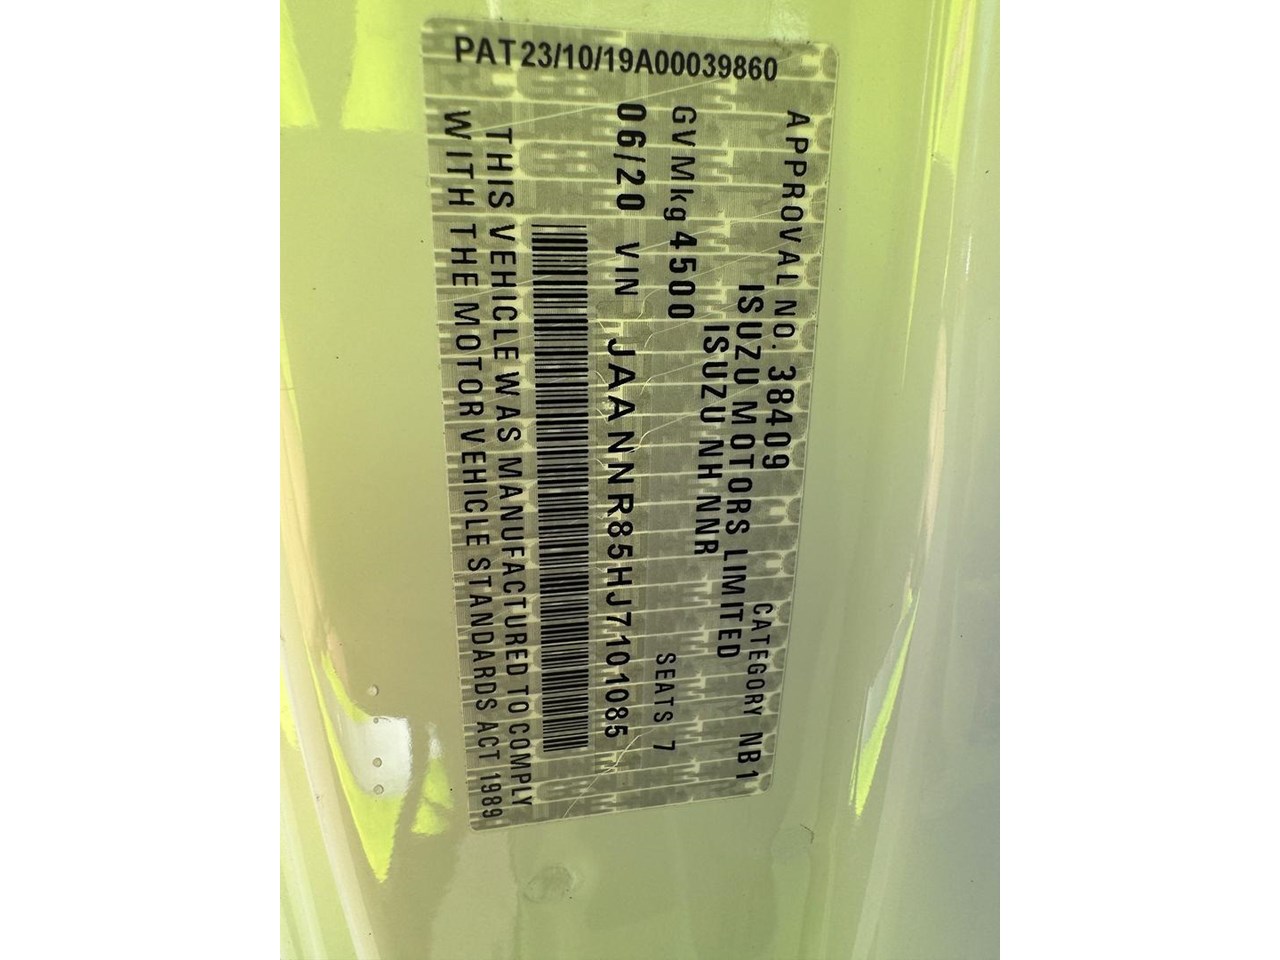 PAT23/10/19A00039860
APPROVAL NO. 38409 CATEGORY NB1
ISUZU MOTORS LIMITED
ISUZU NH NNR
GVMkg 4500 SEATS 7
06/20 VIN JAANNR85HJ7101085
THIS VEHICLE WAS MANUFACTURED TO COMPLY
WITH THE MOTOR VEHICLE STANDARDS ACT 1989